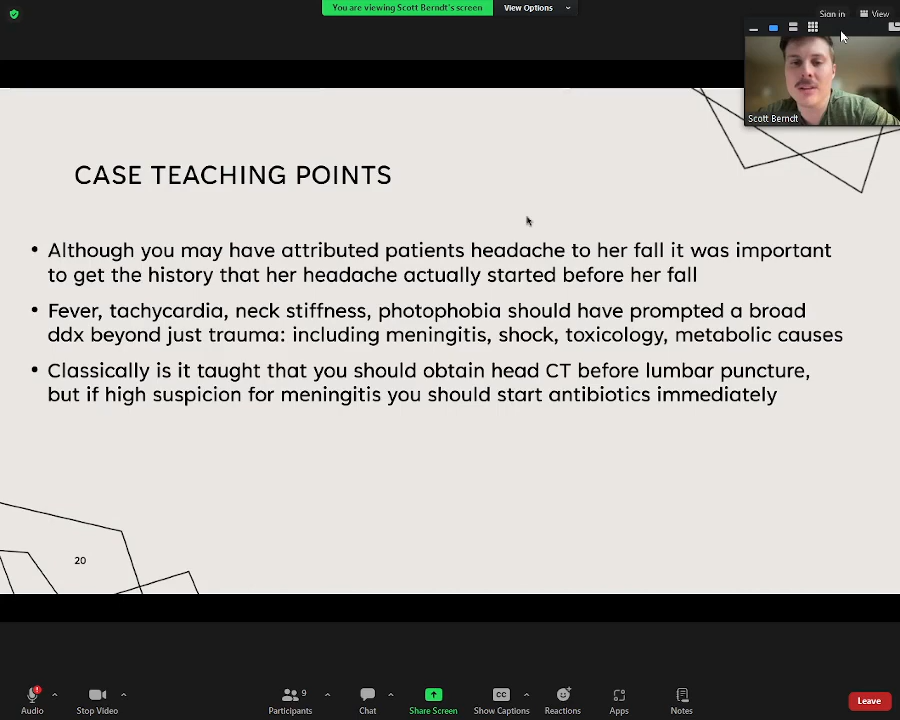 You are viewing Scott Berndt's screen
View Options
Sign in
View
Scott Berndt
CASE TEACHING POINTS
• Although you may have attributed patients headache to her fall it was important
to get the history that her headache actually started before her fall
• Fever, tachycardia, neck stiffness, photophobia should have prompted a broad
ddx beyond just trauma: including meningitis, shock, toxicology, metabolic causes
• Classically is it taught that you should obtain head CT before lumbar puncture,
but if high suspicion for meningitis you should start antibiotics immediately
20
Audio
Stop Video
Participants
9
Chat
Share Screen
CC
Show Captions
Reactions
Apps
Notes
Leave